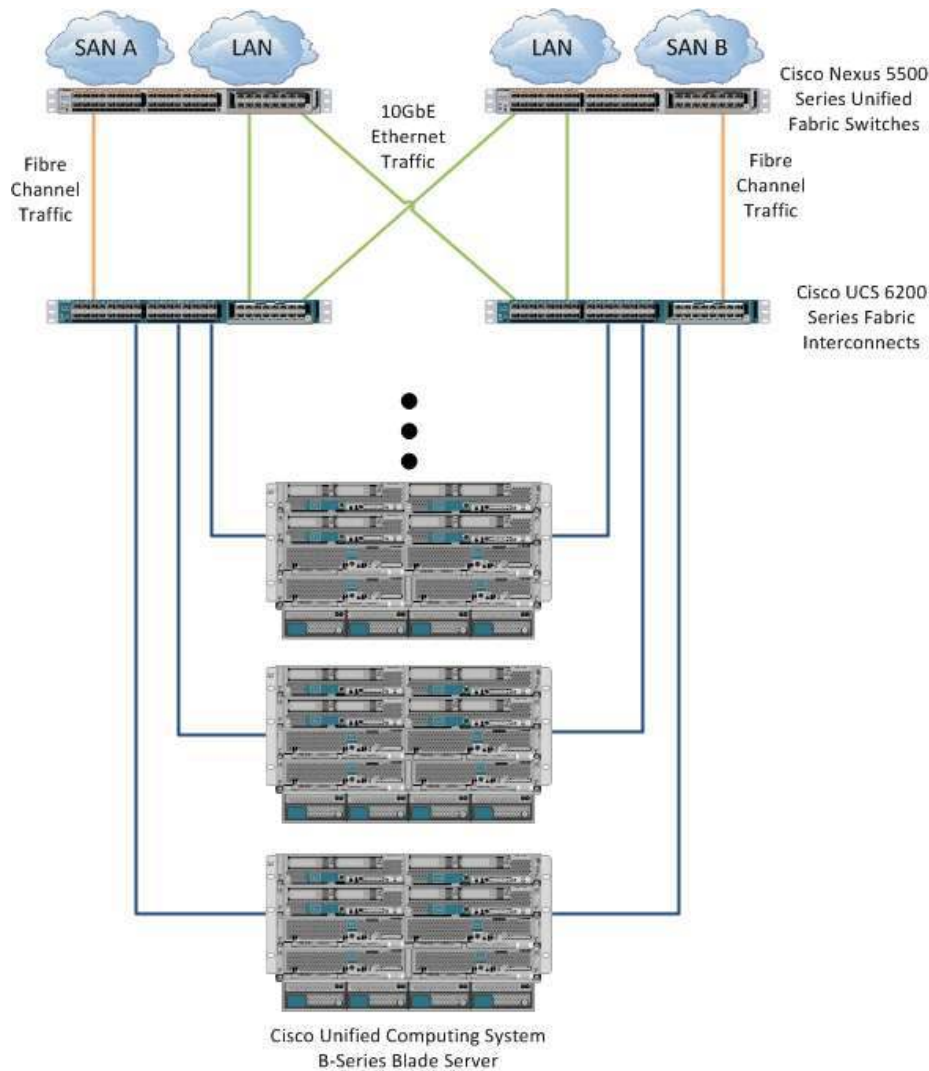 SAN A
LAN
LAN
SAN B
Cisco Nexus 5500
Series Unified
Fabric Switches
10GbE
Ethernet
Traffic
Fibre
Channel
Traffic
Fibre
Channel
Traffic
Cisco UCS 6200
Series Fabric
Interconnects
Cisco Unified Computing System
B-Series Blade Server